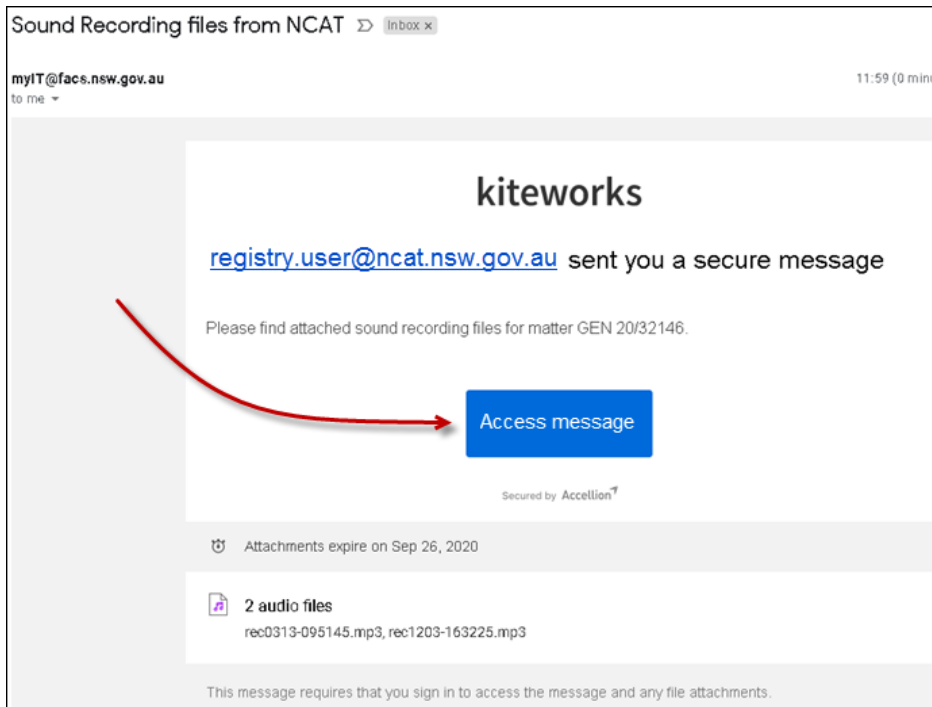 Sound Recording files from NCAT Inbox x
myIT@facs.nsw.gov.au 11:59 (0
to me
kiteworks
registry.user@ncat.nsw.gov.au sent you a secure message
Please find attached sound recording files for matter GEN 20/32146.
Access message
Secured by Accellion
Attachments expire on Sep 26, 2020
2 audio files
rec0313-095145.mp3, rec1203-163225.mp3
This message requires that you sign in to access the message and any file attachments.